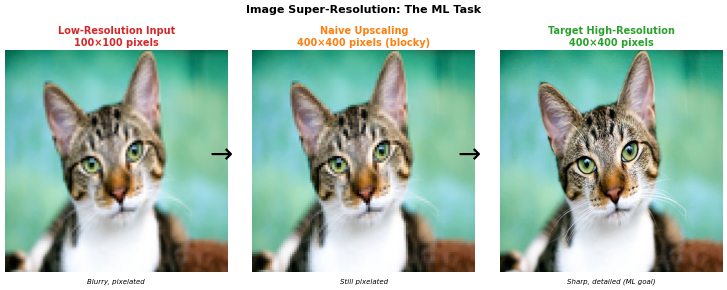 Image Super-Resolution: The ML Task
Low-Resolution Input
100×100 pixels
Naive Upscaling
400×400 pixels (blocky)
Target High-Resolution
400×400 pixels
→
→
Blurry, pixelated
Still pixelated
Sharp, detailed (ML goal)